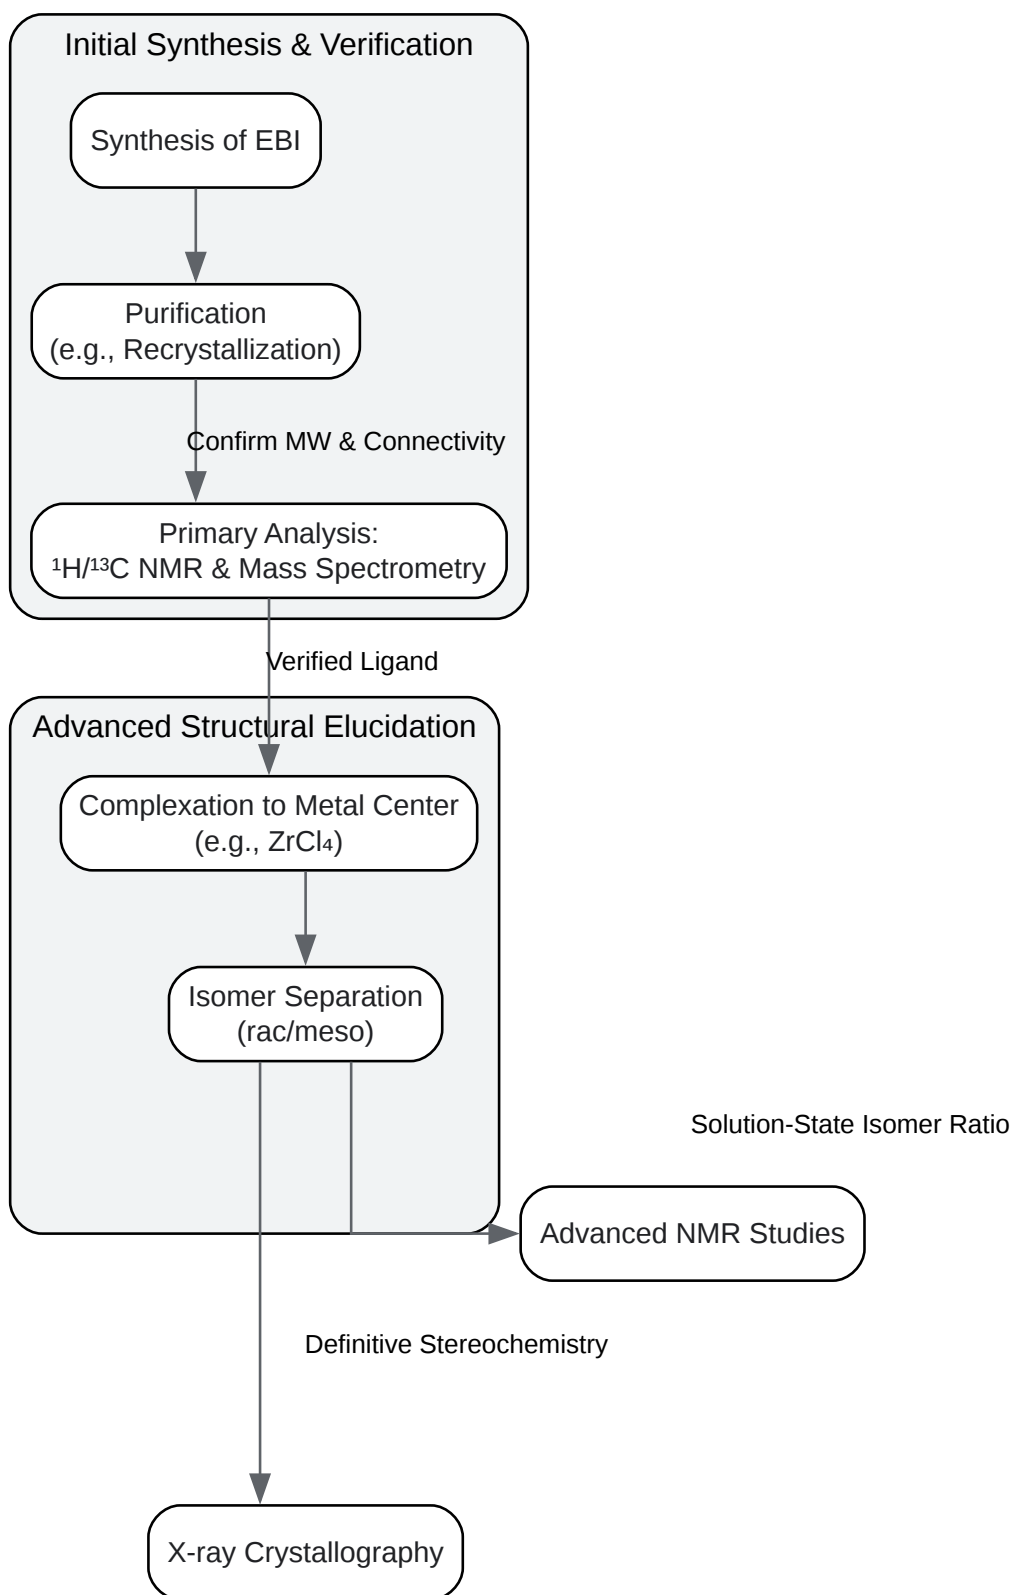 Initial Synthesis & Verification
Synthesis of EBI
Purification
(e.g., Recrystallization)
Confirm MW & Connectivity
Primary Analysis:
¹H/¹³C NMR & Mass Spectrometry
Verified Ligand
Advanced Structural Elucidation
Complexation to Metal Center
(e.g., ZrCl₄)
Isomer Separation
(rac/meso)
Solution-State Isomer Ratio
Advanced NMR Studies
Definitive Stereochemistry
X-ray Crystallography